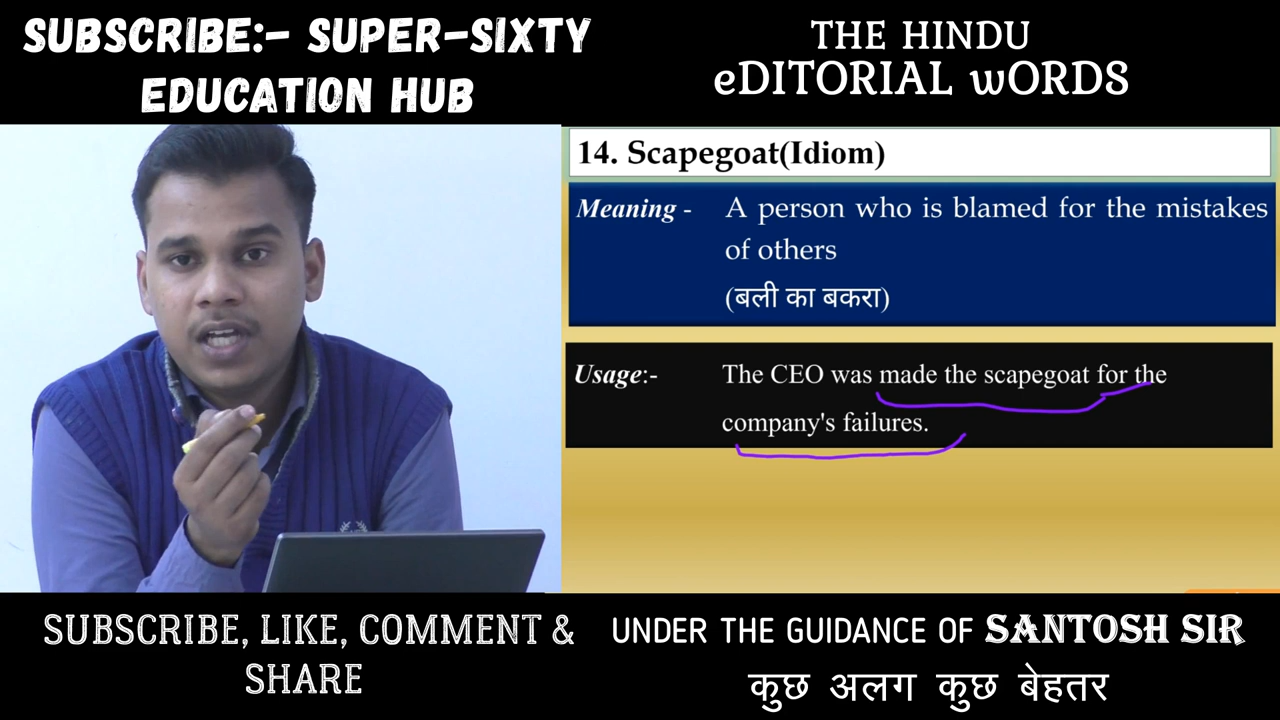 SUBSCRIBE:- SUPER-SIXTY
EDUCATION HUB
THE HINDU
eDITORIAL wORDS
14. Scapegoat(Idiom)
Meaning - A person who is blamed for the mistakes
of others
(बली का बकरा)
Usage:- The CEO was made the scapegoat for the
company's failures.
SUBSCRIBE, LIKE, COMMENT &
SHARE
UNDER THE GUIDANCE OF SANTOSH SIR
कुछ अलग कुछ बेहतर